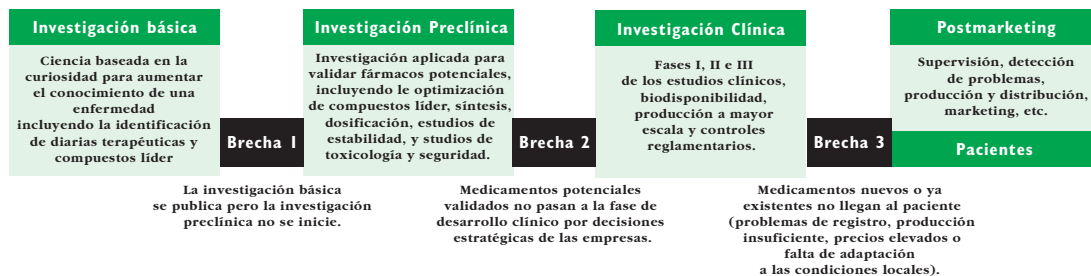 Investigación básica
Ciencia baseada en la
curiosidad para aumentar
el conocimiento de una
enfermedad
incluyendo la identificación
de diarias terapéuticas y
compuestos líder
Brecha 1
La investigación básica
se publica pero la investigación
preclínica no se inicie.
Investigación Preclínica
Investigación aplicada para
validar fármacos potenciales,
incluyendo le optimización
de compuestos líder, síntesis,
dosificación, estudios de
estabilidad, y studios de
toxicología y seguridad.
Brecha 2
Medicamentos potenciales
validados no pasan a la fase de
desarrollo clínico por decisiones
estratégicas de las empresas.
Investigación Clínica
Fases I, II e III
de los estudios clínicos,
biodisponibilidad,
producción a mayor
escala y controles
reglamentarios.
Brecha 3
Medicamentos nuevos o ya
existentes no llegan al paciente
(problemas de registro, producción
insuficiente, precios elevados o
falta de adaptación
a las condiciones locales).
Postmarketing
Supervisión, detección
de problemas,
producción y distribución,
marketing, etc.
Pacientes